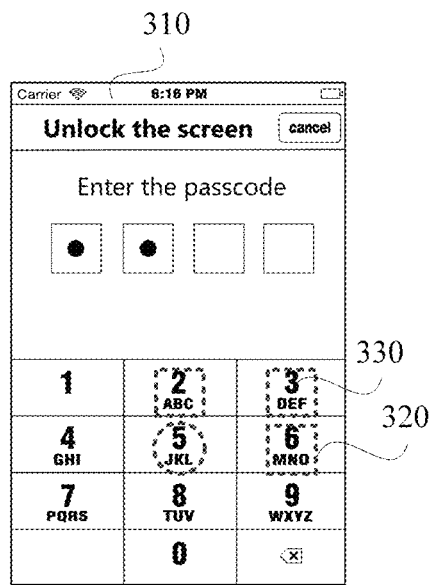 310
Carrier 6:16 PM
Unlock the screen cancel
Enter the passcode
330
1 2 3
ABC DEF
320
4 5 6
GHI JKL MNO
7 8 9
PQRS TUV WXYZ
0